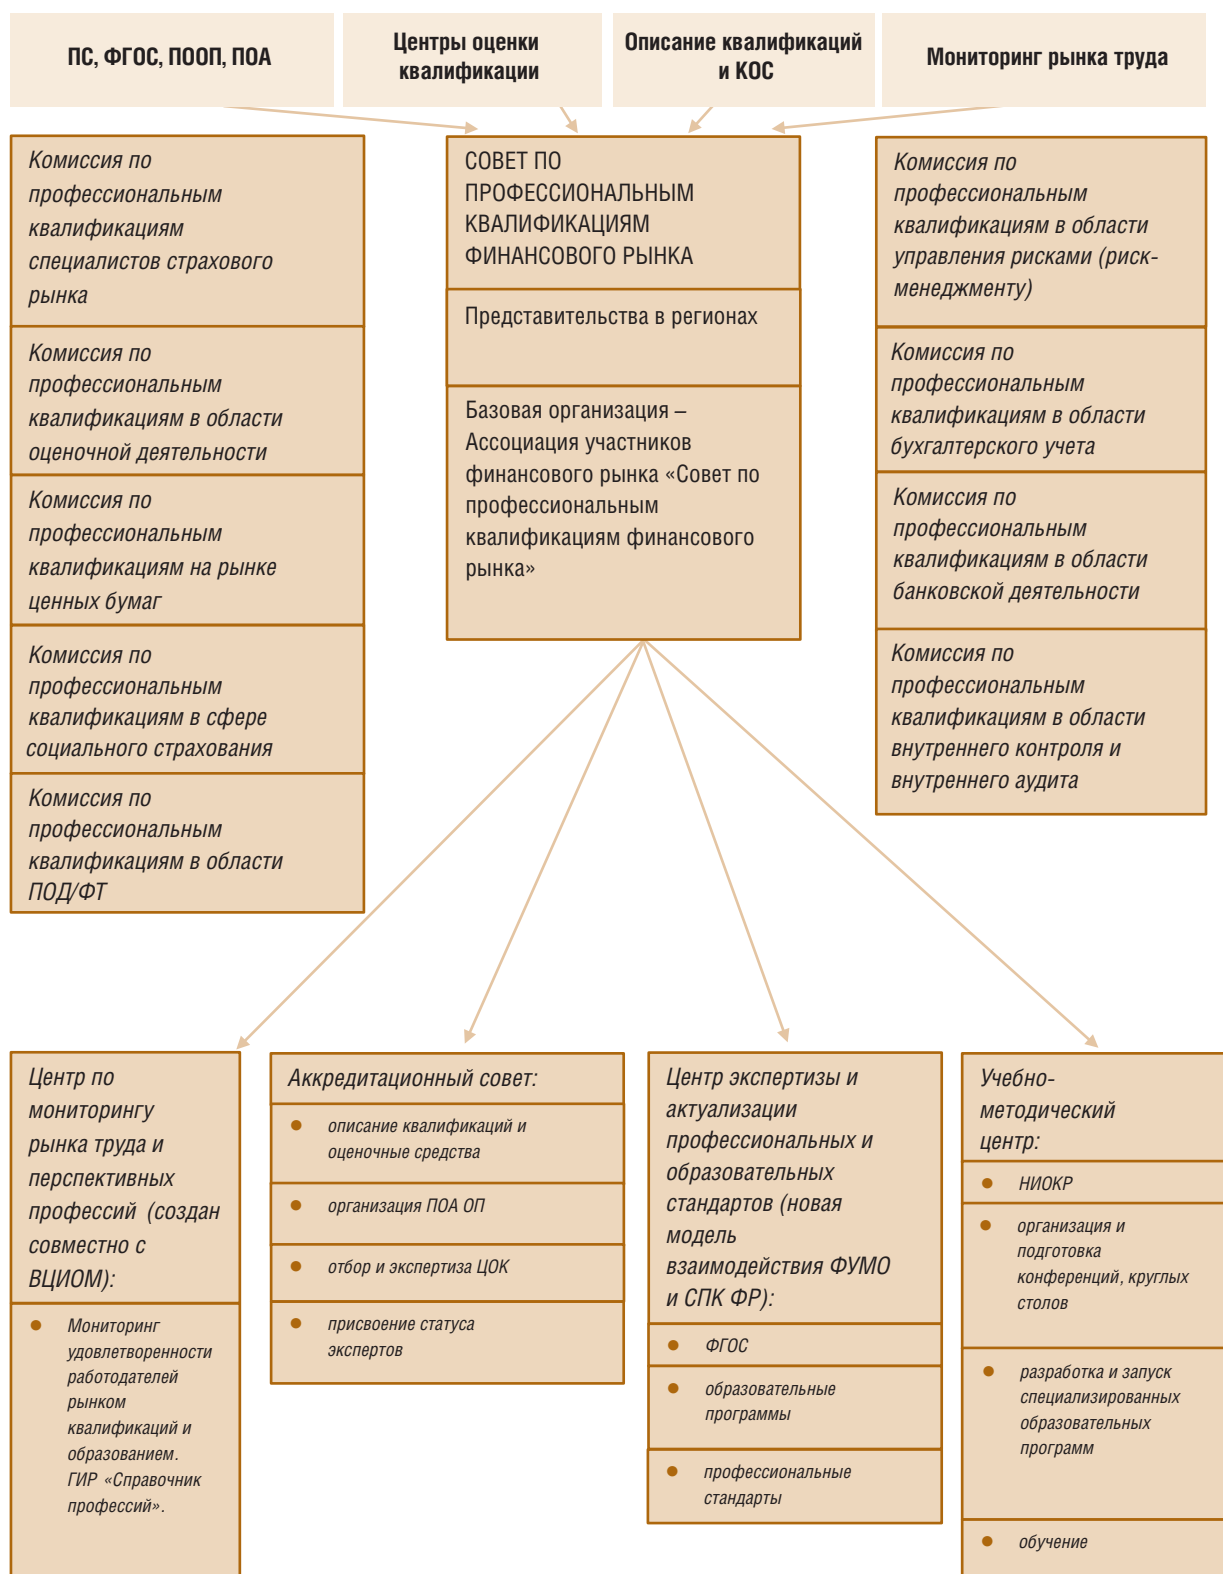 ПС, ФГОС, ПООП, ПОА
Центры оценки
квалификации
Описание квалификаций
и КОС
Мониторинг рынка труда
Комиссия по
профессиональным
квалификациям
специалистов страхового
рынка
Комиссия по
профессиональным
квалификациям в области
оценочной деятельности
Комиссия по
профессиональным
квалификациям на рынке
ценных бумаг
Комиссия по
профессиональным
квалификациям в сфере
социального страхования
Комиссия по
профессиональным
квалификациям в области
ПОД/ФТ
СОВЕТ ПО
ПРОФЕССИОНАЛЬНЫМ
КВАЛИФИКАЦИЯМ
ФИНАНСОВОГО РЫНКА
Представительства в регионах
Базовая организация –
Ассоциация участников
финансового рынка «Совет по
профессиональным
квалификациям финансового
рынка»
Комиссия по
профессиональным
квалификациям в области
управления рисками (риск-
менеджменту)
Комиссия по
профессиональным
квалификациям в области
бухгалтерского учета
Комиссия по
профессиональным
квалификациям в области
банковской деятельности
Комиссия по
профессиональным
квалификациям в области
внутреннего контроля и
внутреннего аудита
Центр по
мониторингу
рынка труда и
перспективных
профессий (создан
совместно с
ВЦИОМ):
● Мониторинг
удовлетворенности
работодателей
рынком
квалификаций и
образованием.
ГИР «Справочник
профессий».
Аккредитационный совет:
● описание квалификаций и
оценочные средства
● организация ПОА ОП
● отбор и экспертиза ЦОК
● присвоение статуса
экспертов
Центр экспертизы и
актуализации
профессиональных и
образовательных
стандартов (новая
модель
взаимодействия ФУМО
и СПК ФР):
● ФГОС
● образовательные
программы
● профессиональные
стандарты
Учебно-
методический
центр:
● НИОКР
● организация и
подготовка
конференций, круглых
столов
● разработка и запуск
специализированных
образовательных
программ
● обучение